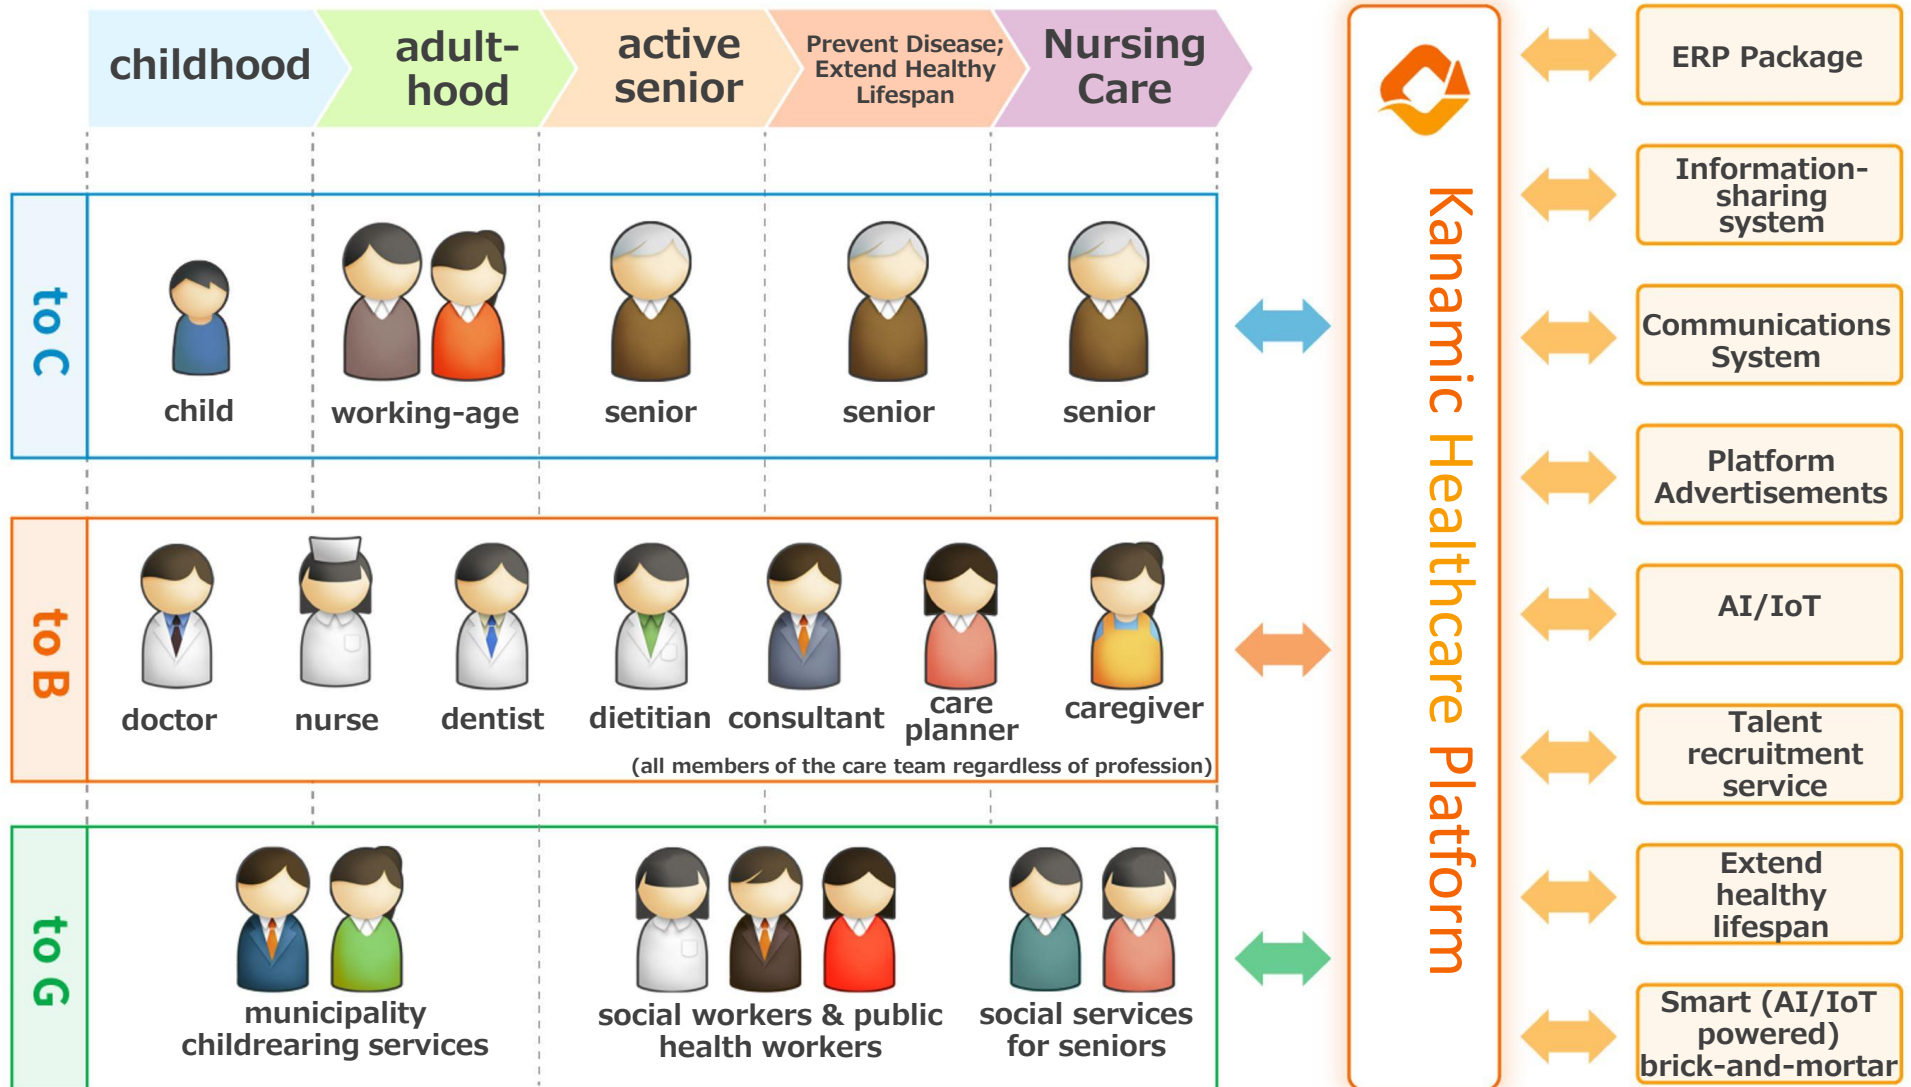 childhood
adult-
hood
active
senior
Prevent Disease;
Extend Healthy
Lifespan
Nursing
Care
to C
child
working-age
senior
senior
senior
to B
doctor
nurse
dentist
dietitian
consultant
care
planner
caregiver
(all members of the care team regardless of profession)
to G
municipality
childrearing services
social workers & public
health workers
social services
for seniors
Kanamic Healthcare Platform
ERP Package
Information-
sharing
system
Communications
System
Platform
Advertisements
AI/IoT
Talent
recruitment
service
Extend
healthy
lifespan
Smart (AI/IoT
powered)
brick-and-mortar